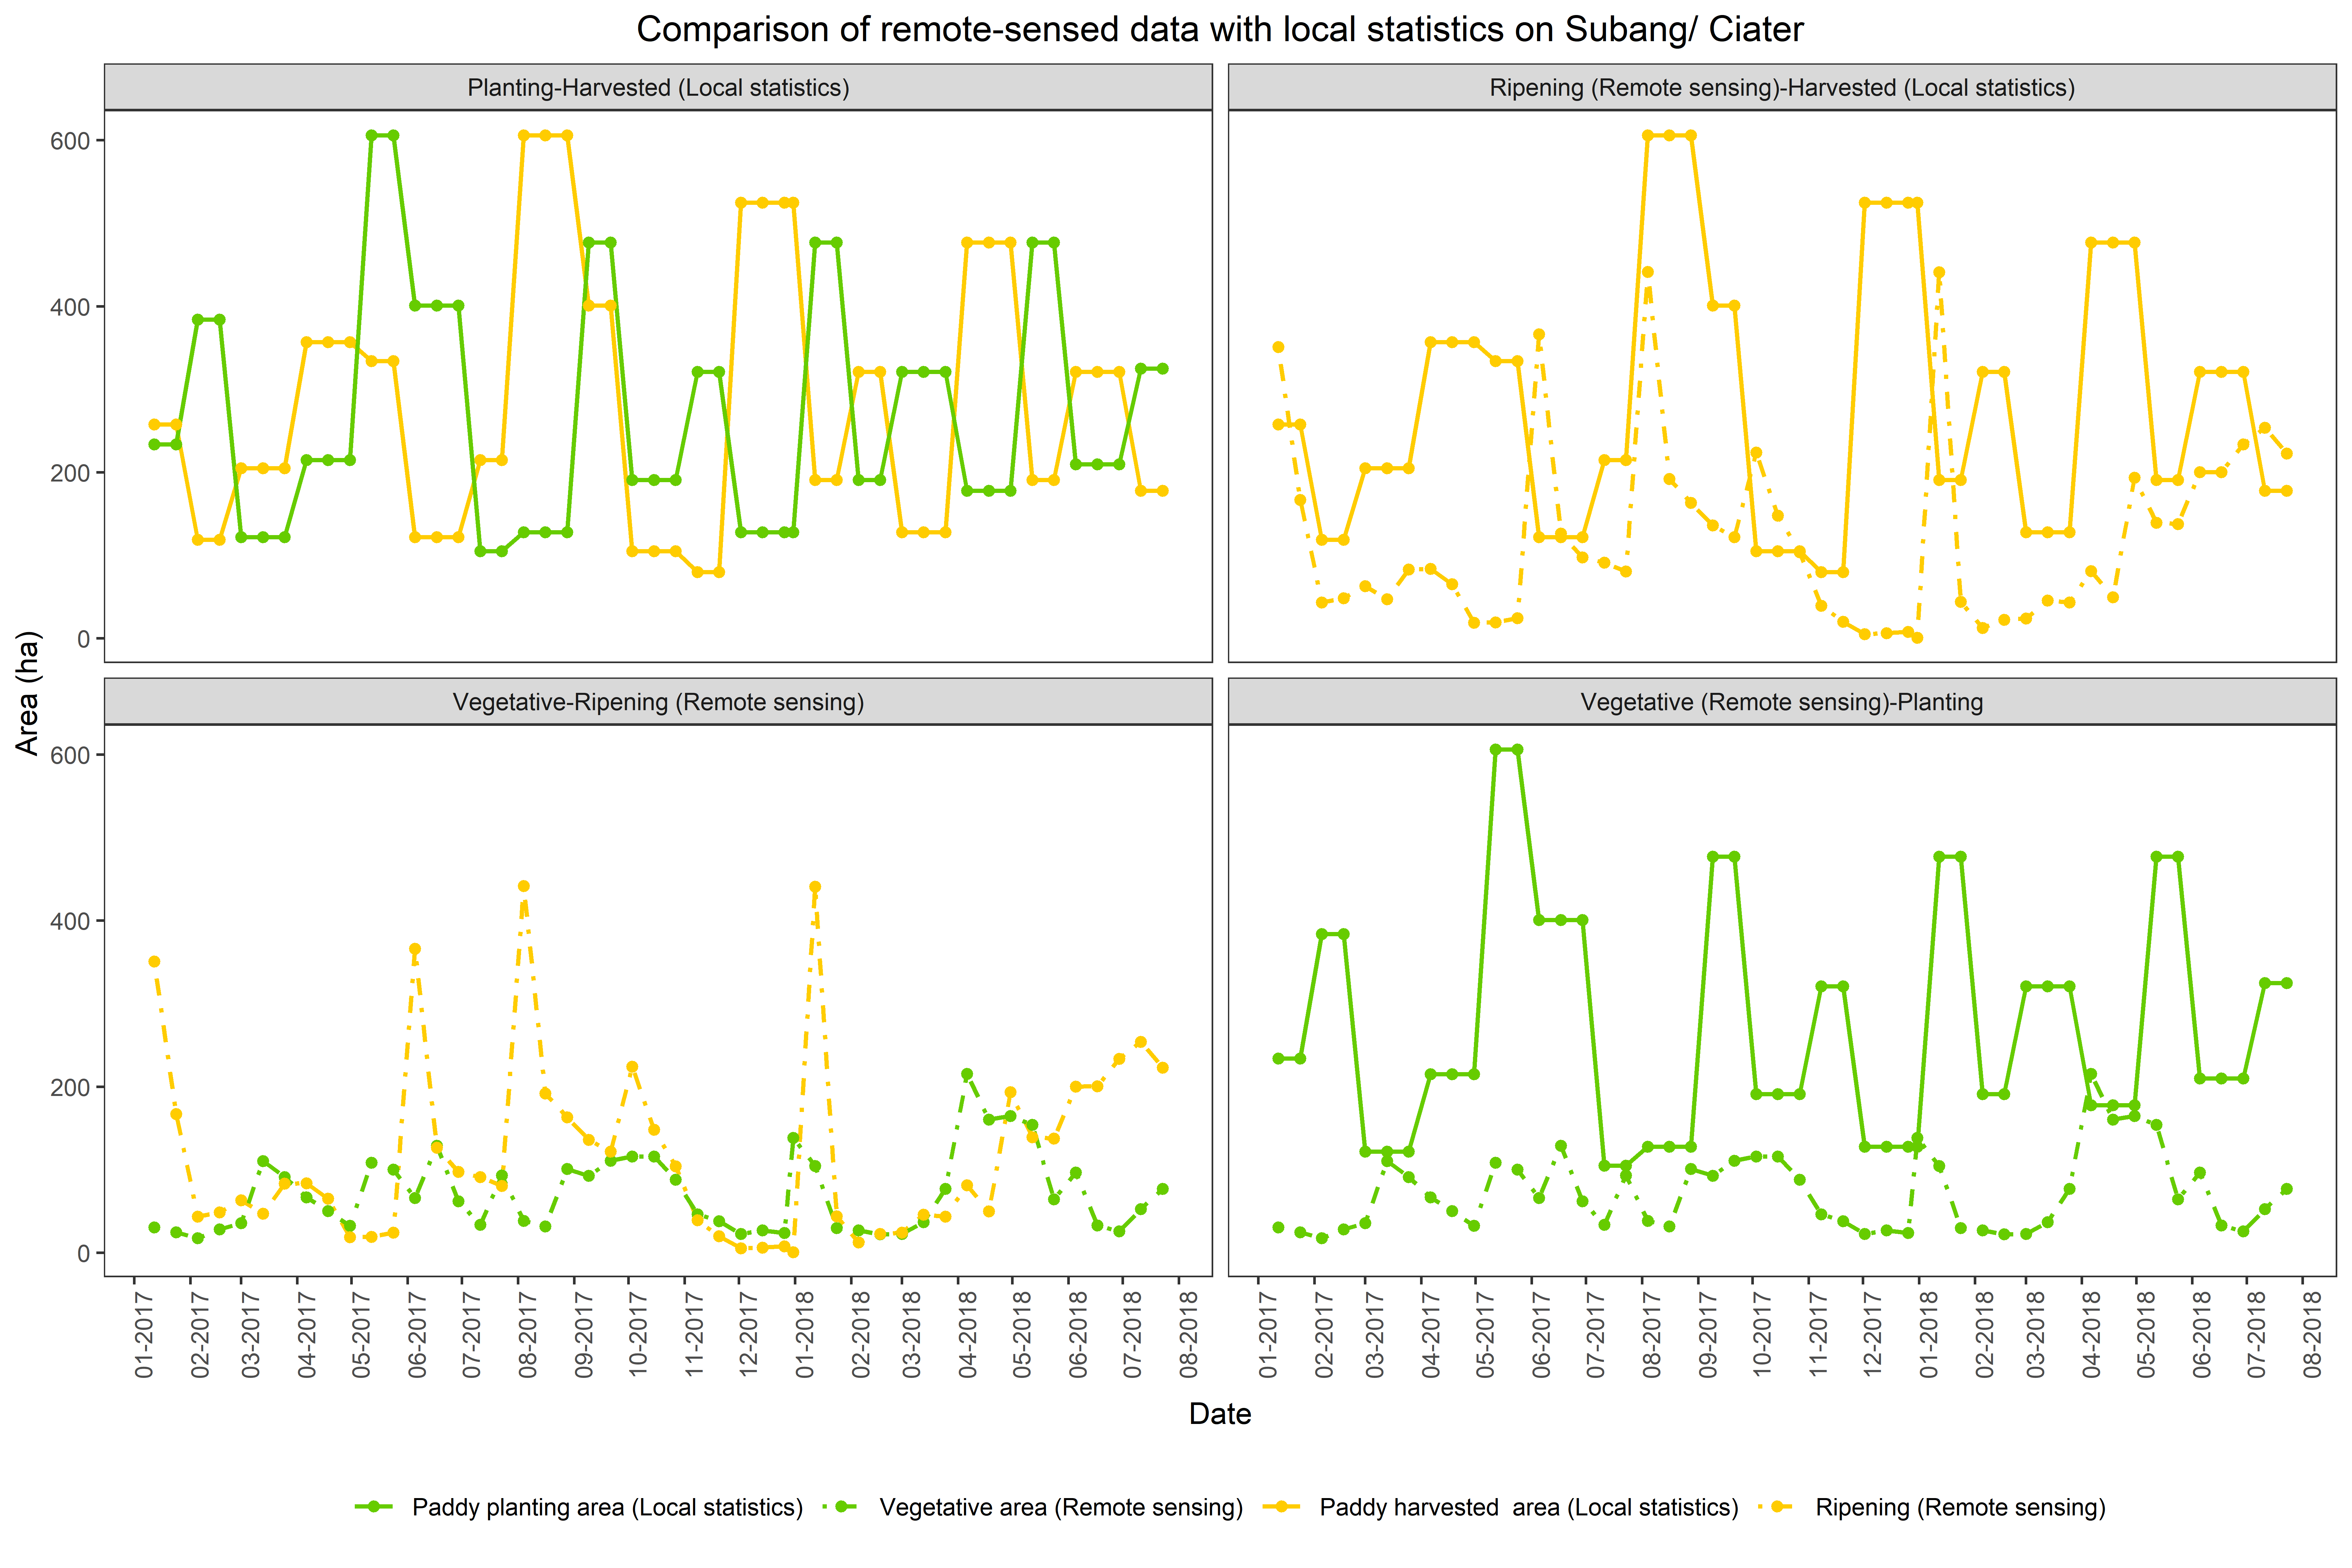 Comparison of remote-sensed data with local statistics on Subang/ Ciater
Planting-Harvested (Local statistics)
Ripening (Remote sensing)-Harvested (Local statistics)
600
400
200
0
Area (ha)
Vegetative-Ripening (Remote sensing)
Vegetative (Remote sensing)-Planting
600
400
200
0
01-2017 02-2017 03-2017 04-2017 05-2017 06-2017 07-2017 08-2017 09-2017 10-2017 11-2017 12-2017 01-2018 02-2018 03-2018 04-2018 05-2018 06-2018 07-2018 08-2018
01-2017 02-2017 03-2017 04-2017 05-2017 06-2017 07-2017 08-2017 09-2017 10-2017 11-2017 12-2017 01-2018 02-2018 03-2018 04-2018 05-2018 06-2018 07-2018 08-2018
Date
Paddy planting area (Local statistics) Vegetative area (Remote sensing) Paddy harvested  area (Local statistics) Ripening (Remote sensing)